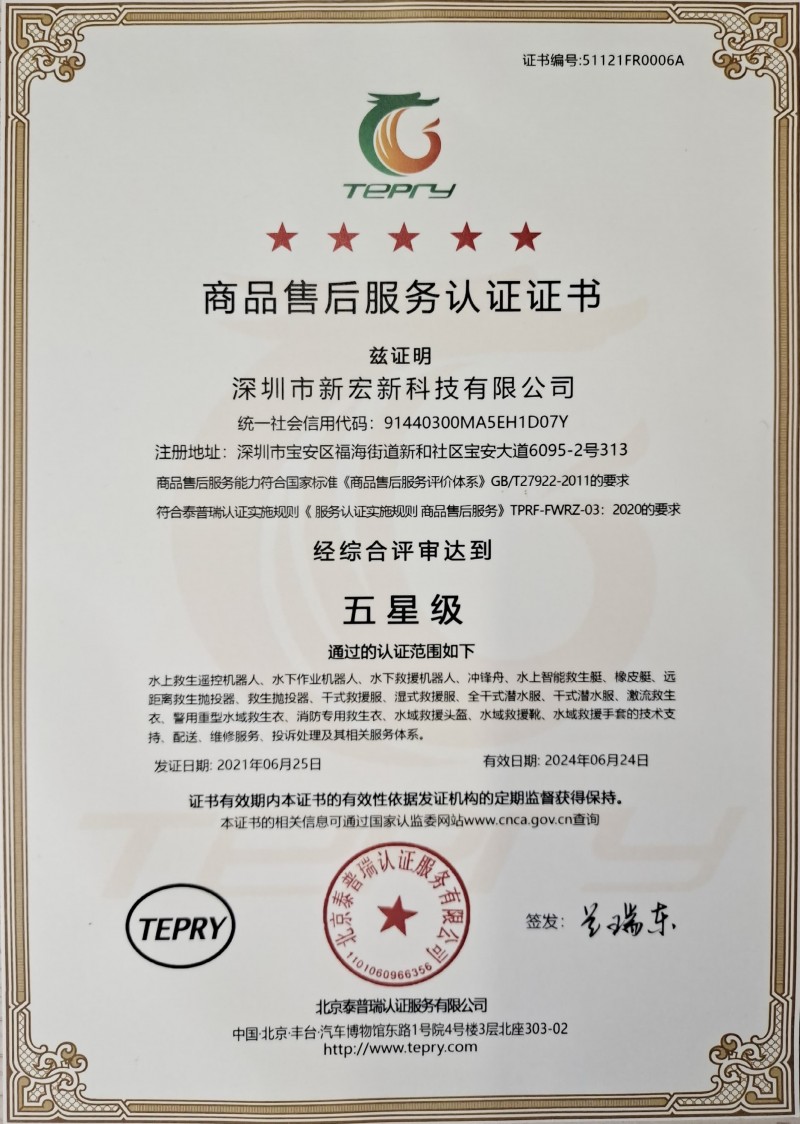 证书编号:51121FR0006A
TEPRY
商品售后服务认证证书
兹证明
深圳市新宏新科技有限公司
统一社会信用代码：91440300MA5EH1D07Y
注册地址：深圳市宝安区福海街道新和社区宝安大道6095-2号313
商品售后服务能力符合国家标准《商品售后服务评价体系》GB/T27922-2011的要求
符合泰普瑞认证实施规则《 服务认证实施规则 商品售后服务》TPRF-FWRZ-03：2020的要求
经综合评审达到
五星级
通过的认证范围如下
水上救生遥控机器人、水下作业机器人、水下救援机器人、冲锋舟、水上智能救生艇、橡皮艇、远
距离救生抛投器、救生抛投器、干式救援服、湿式救援服、全干式潜水服、干式潜水服、激流救生
衣、警用重型水域救生衣、消防专用救生衣、水域救援头盔、水域救援靴、水域救援手套的技术支
持、配送、维修服务、投诉处理及其相关服务体系。
发证日期: 2021年06月25日
有效日期: 2024年06月24日
证书有效期内本证书的有效性依据发证机构的定期监督获得保持。
本证书的相关信息可通过国家认监委网站www.cnca.gov.cn查询
TEPRY
TEPRY
北京泰普瑞认证服务有限公司
1101060966356
签发：
瑞东
北京泰普瑞认证服务有限公司
中国·北京·丰台·汽车博物馆东路1号院4号楼3层北座303-02
http://www.tepry.com